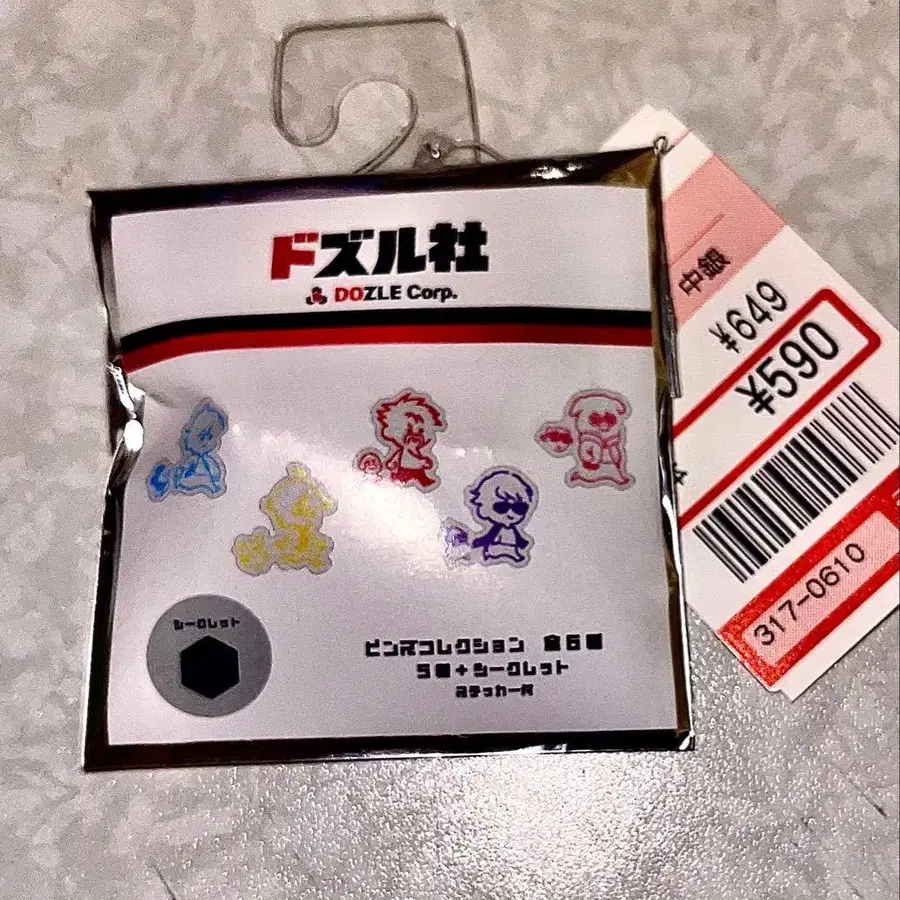 ドズル社
DOZLE Corp.
シークレット
ピンズコレクション 全6種
5種+シークレット
ステッカー付
中銀
¥649
¥590
317-0610